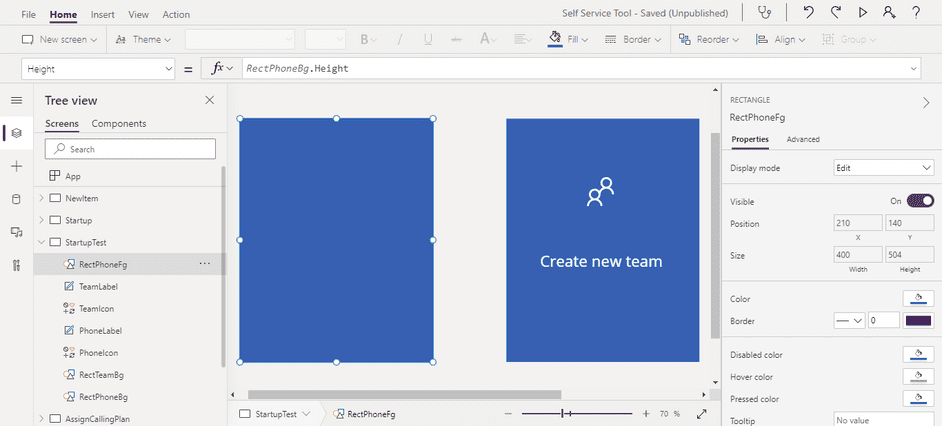 File Home Insert View Action Self Service Tool - Saved (Unpublished)
New screen Theme B / U abc A Fill Border Reorder Align Group
Height = fx RectPhoneBg.Height
Tree view
Screens Components
Search
App
NewItem
Startup
StartupTest
RectPhoneFg ...
TeamLabel
TeamIcon
PhoneLabel
PhoneIcon
RectTeamBg
RectPhoneBg
AssignCallingPlan
Create new team
StartupTest RectPhoneFg 70 %
RECTANGLE
RectPhoneFg
Properties Advanced
Display mode Edit
Visible On
Position 210 140
X Y
Size 400 504
Width Height
Color
Border 0
Disabled color
Hover color
Pressed color
Tooltip No value